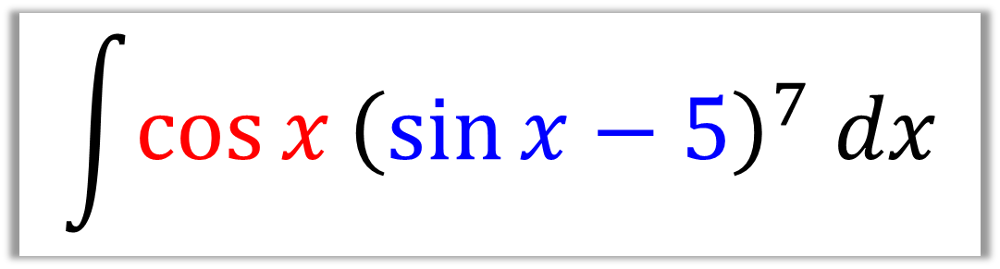 ∫ cos x (sin x − 5)⁷ dx